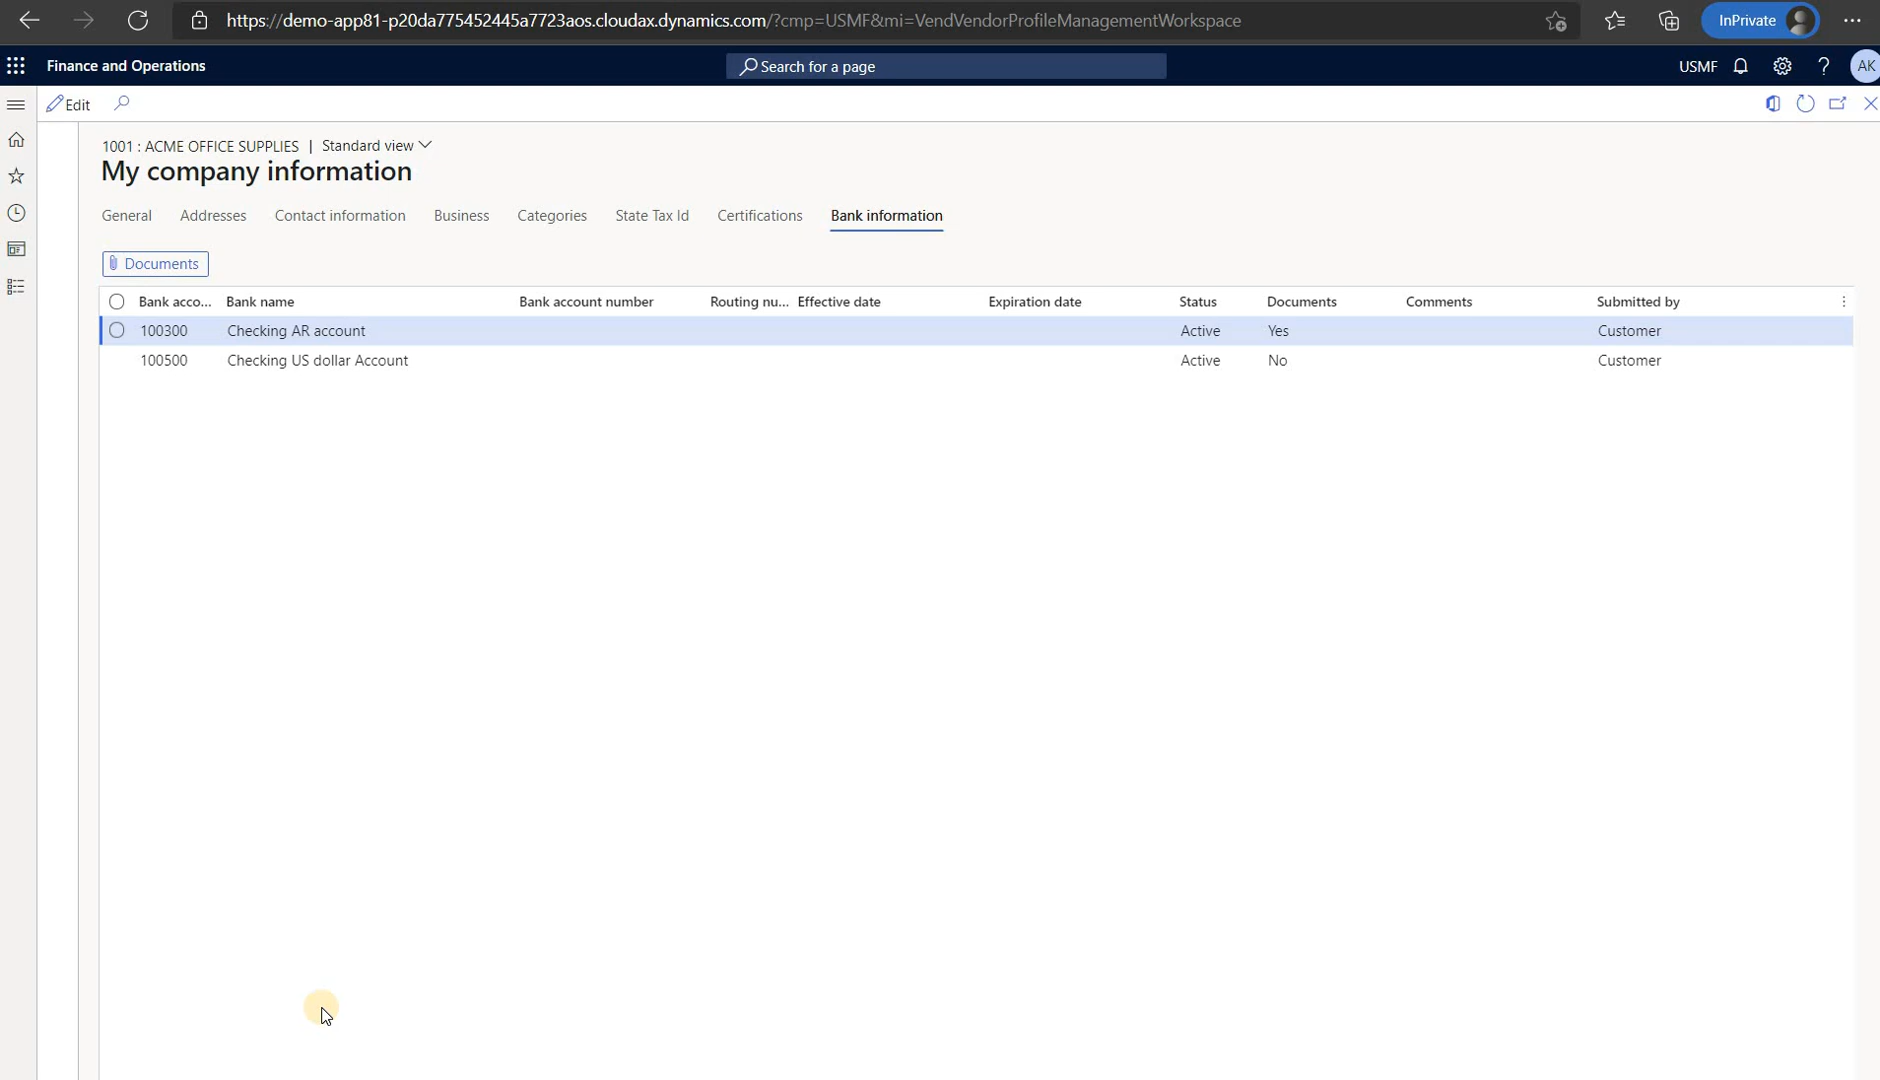 https://demo-app81-p20da775452445a7723aos.cloudax.dynamics.com/?cmp=USMF&mi=VendVendorProfileManagementWorkspace
InPrivate
Finance and Operations
Search for a page
USMF
?
AK
Edit
1001 : ACME OFFICE SUPPLIES | Standard view
My company information
General Addresses Contact information Business Categories State Tax Id Certifications Bank information
Documents
Bank acco... Bank name Bank account number Routing nu... Effective date Expiration date Status Documents Comments Submitted by
100300 Checking AR account Active Yes Customer
100500 Checking US dollar Account Active No Customer